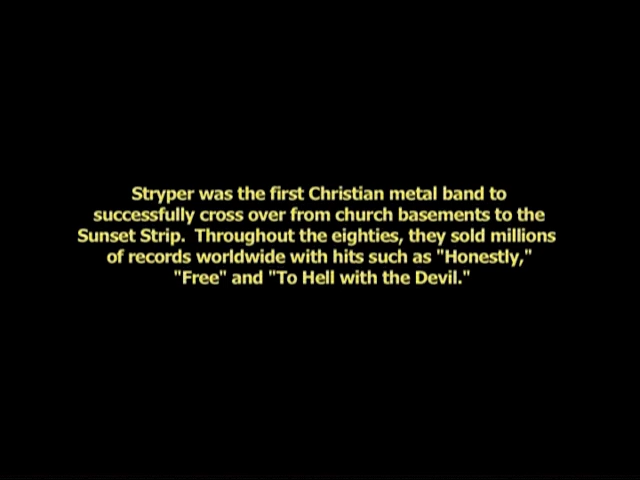 Stryper was the first Christian metal band to
successfully cross over from church basements to the
Sunset Strip.  Throughout the eighties, they sold millions
of records worldwide with hits such as "Honestly,"
"Free" and "To Hell with the Devil."